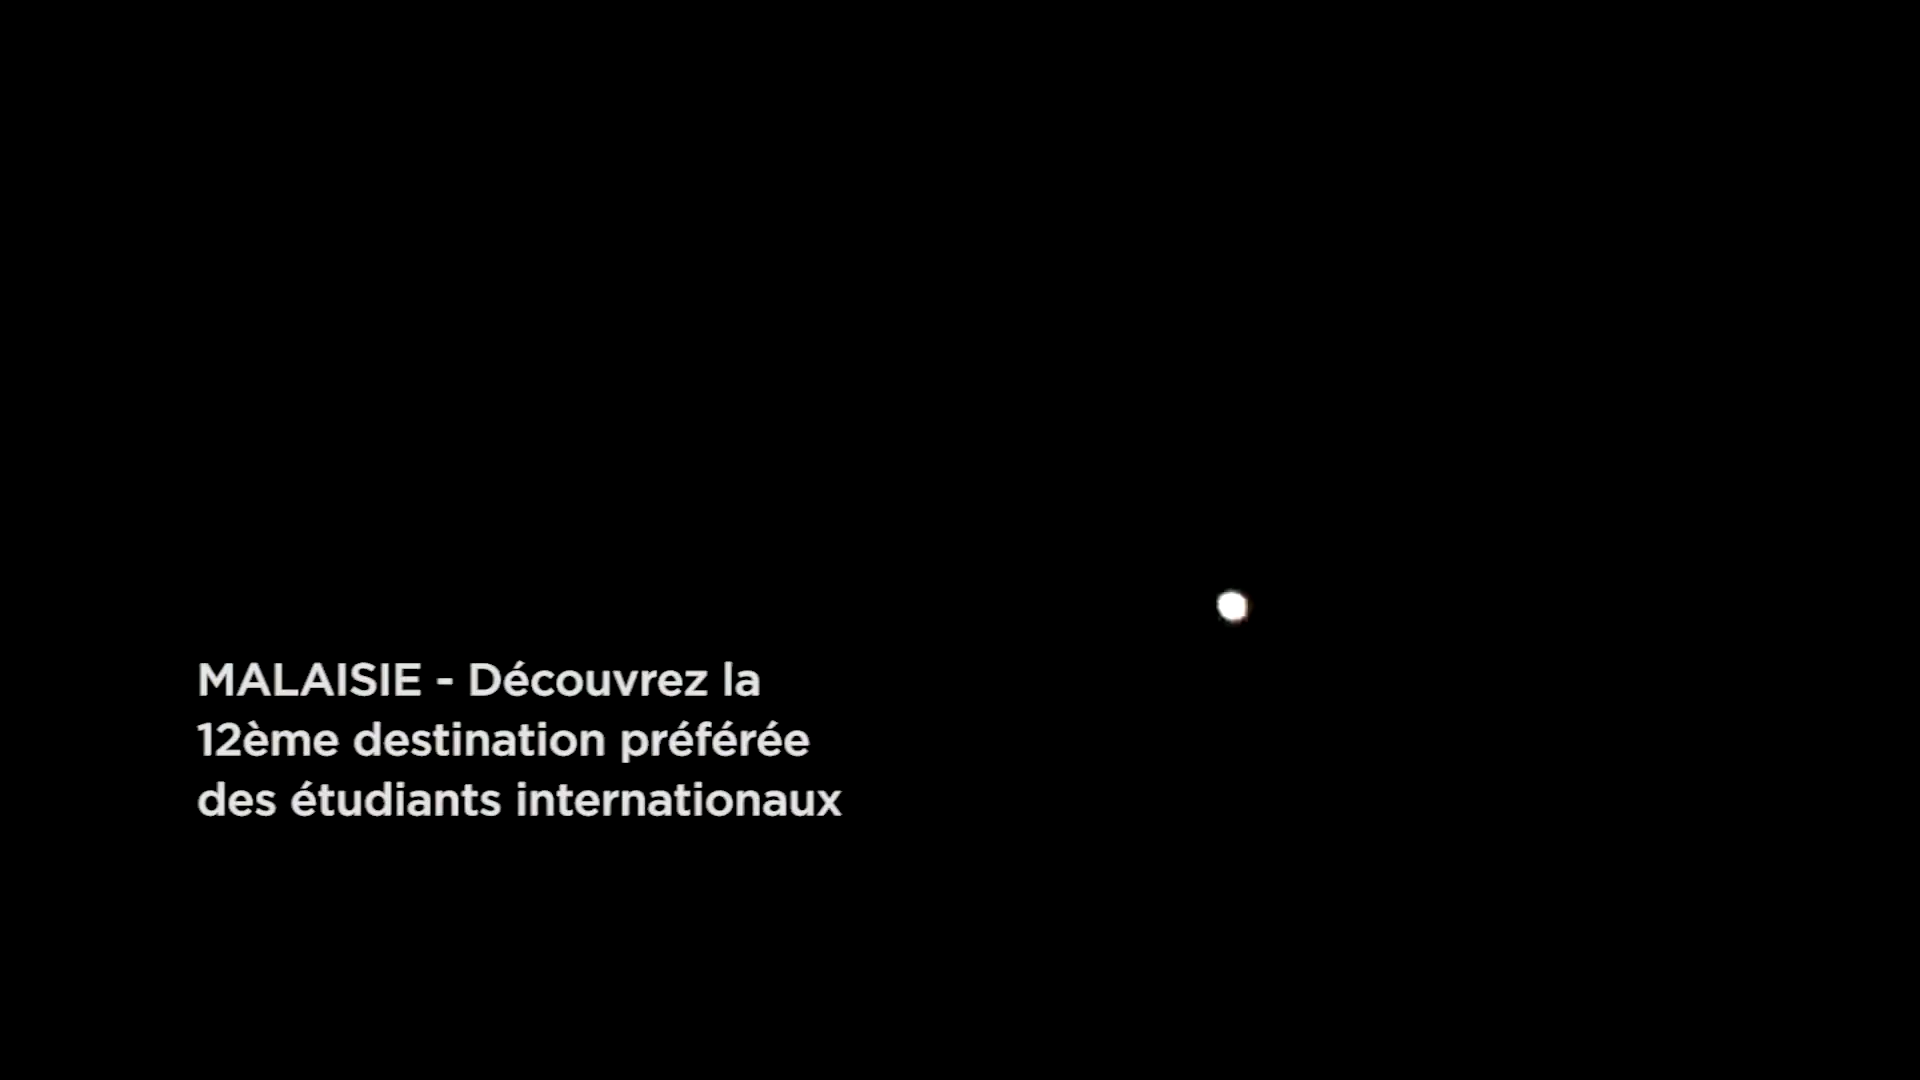 MALAISIE - Découvrez la
12ème destination préférée
des étudiants internationaux